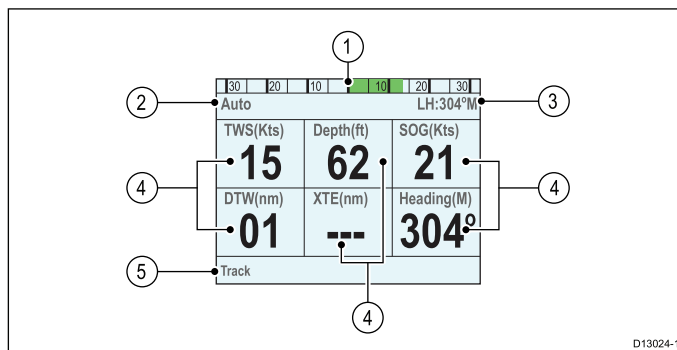 1
30 20 10 10 20 30
2
Auto LH:304°M
3
TWS(Kts) Depth(ft) SOG(Kts)
15 62 21
4 4
DTW(nm) XTE(nm) Heading(M)
01 --- 304°
5
Track
4
D13024-1